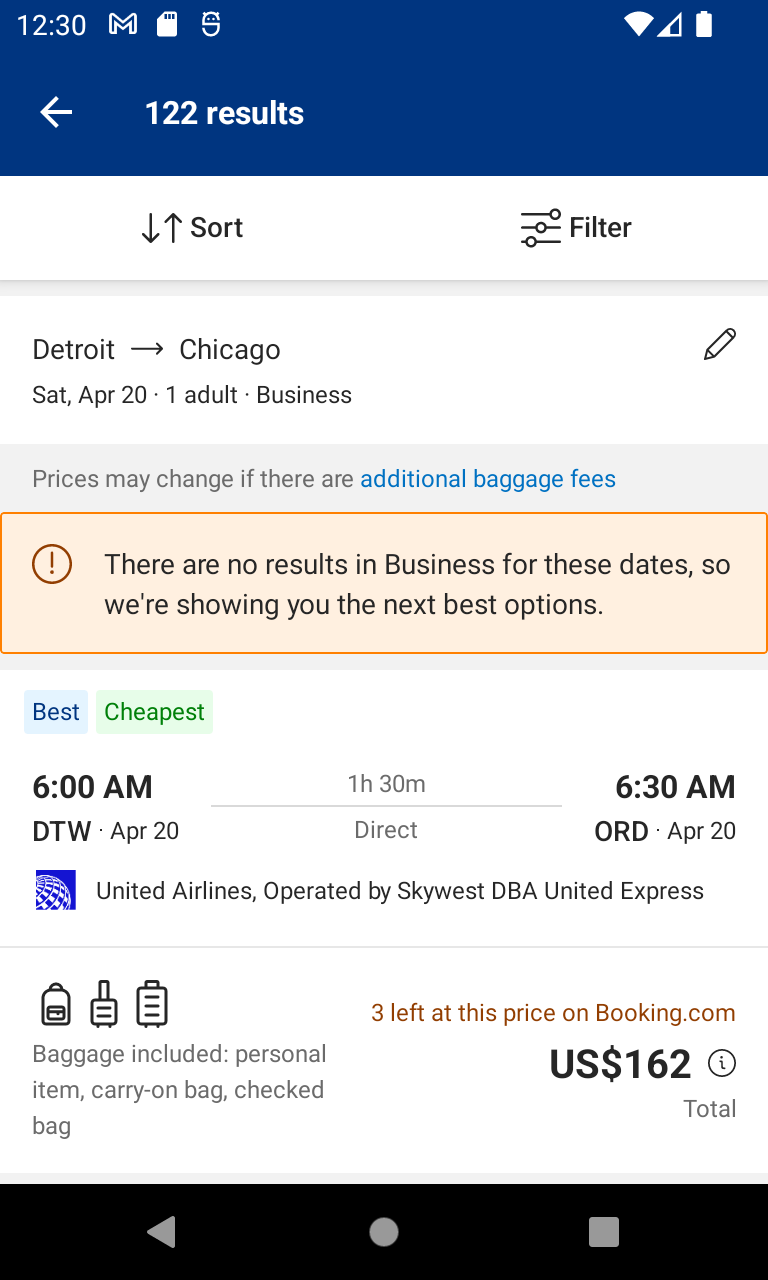 12:30
122 results
Sort
Filter
Detroit → Chicago
Sat, Apr 20 · 1 adult · Business
Prices may change if there are additional baggage fees
There are no results in Business for these dates, so
we're showing you the next best options.
Best Cheapest
6:00 AM
1h 30m
6:30 AM
DTW · Apr 20
Direct
ORD · Apr 20
United Airlines, Operated by Skywest DBA United Express
3 left at this price on Booking.com
Baggage included: personal
item, carry-on bag, checked
bag
US$162
Total